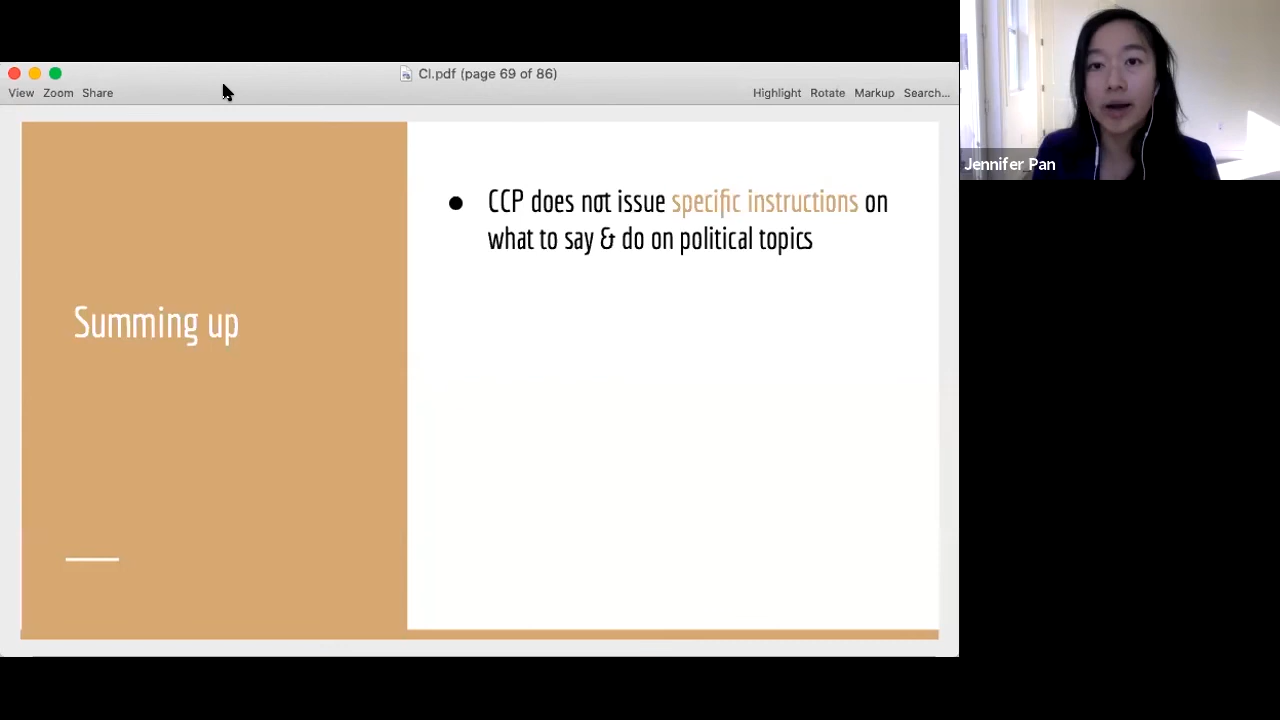 CI.pdf (page 69 of 86)
View Zoom Share
Highlight Rotate Markup Search...
Summing up
● CCP does not issue specific instructions on
what to say & do on political topics
Jennifer Pan